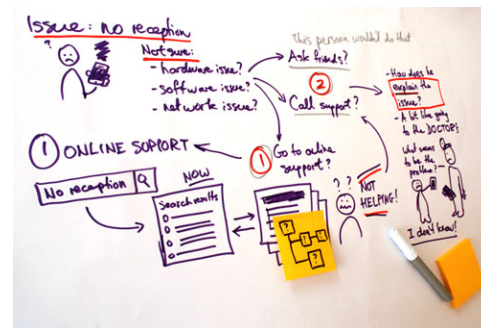 Issue: no reception
?
Not sure:
- hardware issue?
- software issue?
- network issue?
This person wouldn't do that
Ask friends?
2
Call support?
- How does he
explain the
issue?
- A bit like going
to the DOCTOR's
What seems
to be the
problem?
I don't know!
1 ONLINE SUPPORT
1 Go to online
support?
No reception
NOW
Search results
? ?
NOT
HELPING!
?
?
?
?